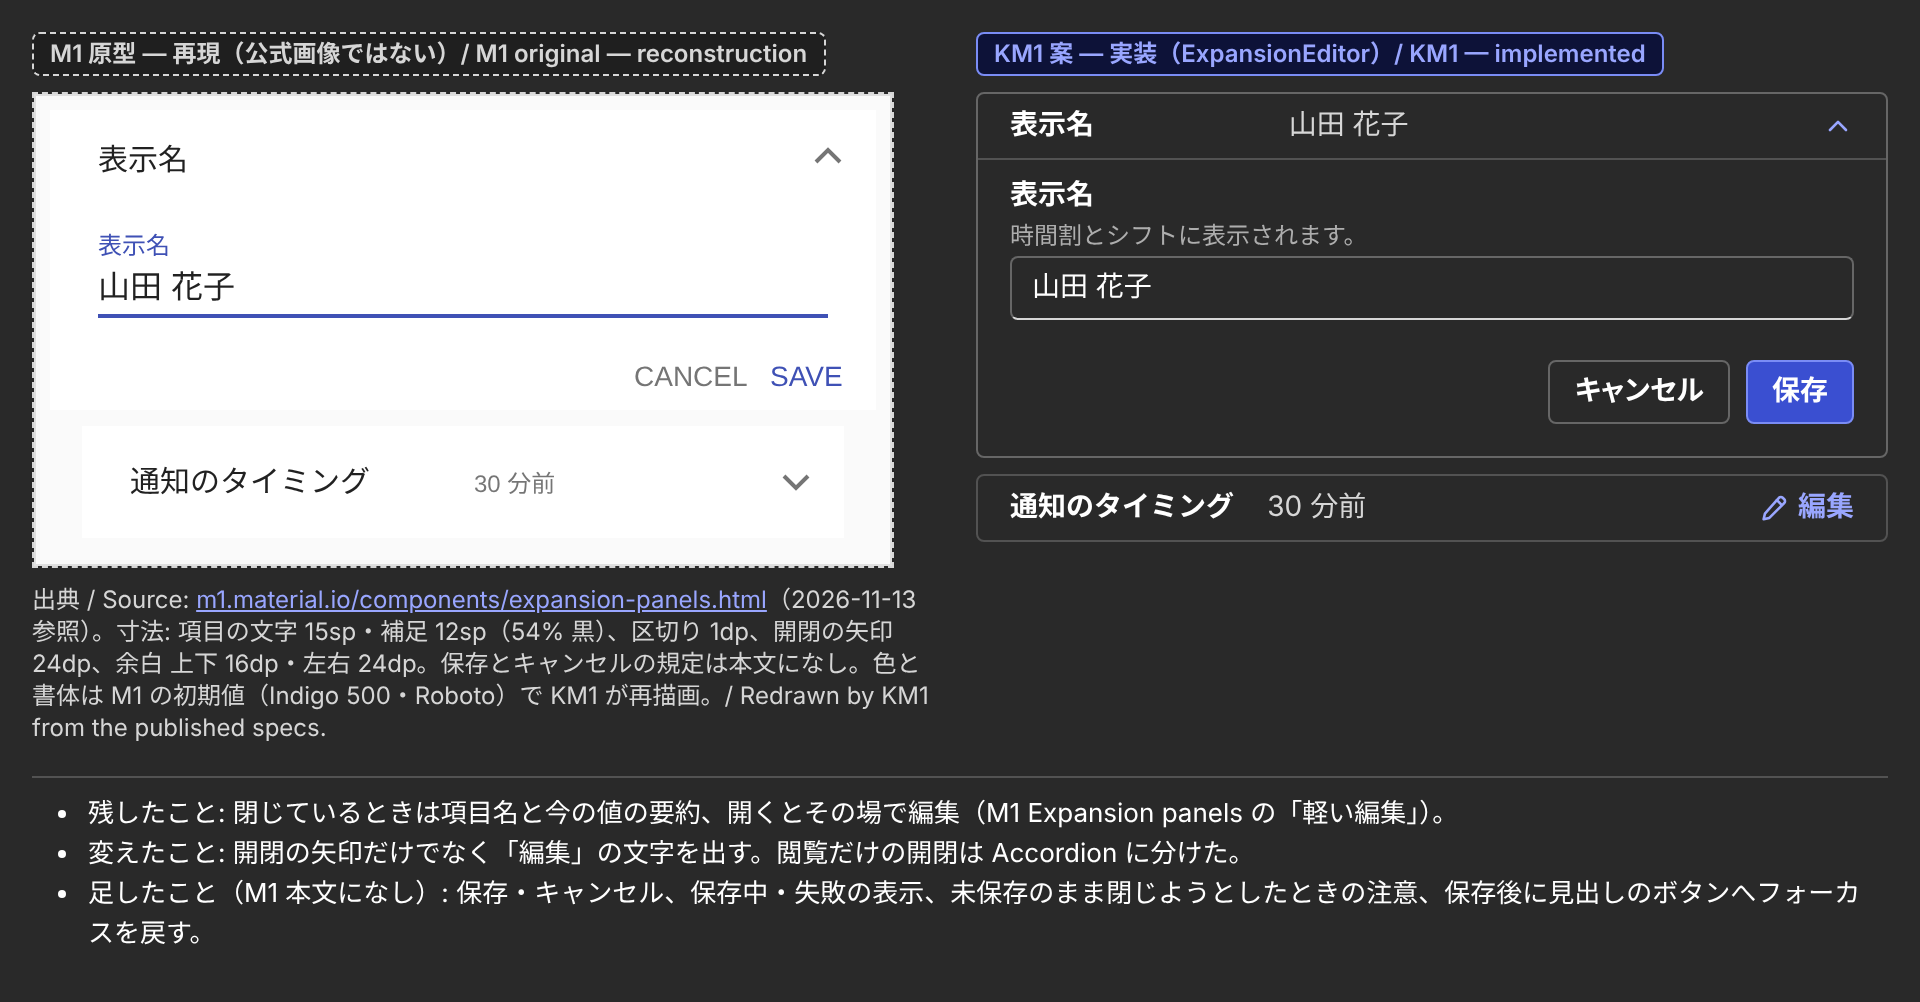 M1 原型 — 再現（公式画像ではない）/ M1 original — reconstruction
表示名
表示名
山田 花子
CANCEL SAVE
通知のタイミング 30 分前
出典 / Source: m1.material.io/components/expansion-panels.html（2026-11-13
参照）。寸法: 項目の文字 15sp・補足 12sp（54% 黒）、区切り 1dp、開閉の矢印
24dp、余白 上下 16dp・左右 24dp。保存とキャンセルの規定は本文になし。色と
書体は M1 の初期値（Indigo 500・Roboto）で KM1 が再描画。/ Redrawn by KM1
from the published specs.
KM1 案 — 実装（ExpansionEditor）/ KM1 — implemented
表示名 山田 花子
表示名
時間割とシフトに表示されます。
山田 花子
キャンセル 保存
通知のタイミング 30 分前 編集
• 残したこと: 閉じているときは項目名と今の値の要約、開くとその場で編集（M1 Expansion panels の「軽い編集」）。
• 変えたこと: 開閉の矢印だけでなく「編集」の文字を出す。閲覧だけの開閉は Accordion に分けた。
• 足したこと（M1 本文になし）: 保存・キャンセル、保存中・失敗の表示、未保存のまま閉じようとしたときの注意、保存後に見出しのボタンへフォーカ
スを戻す。